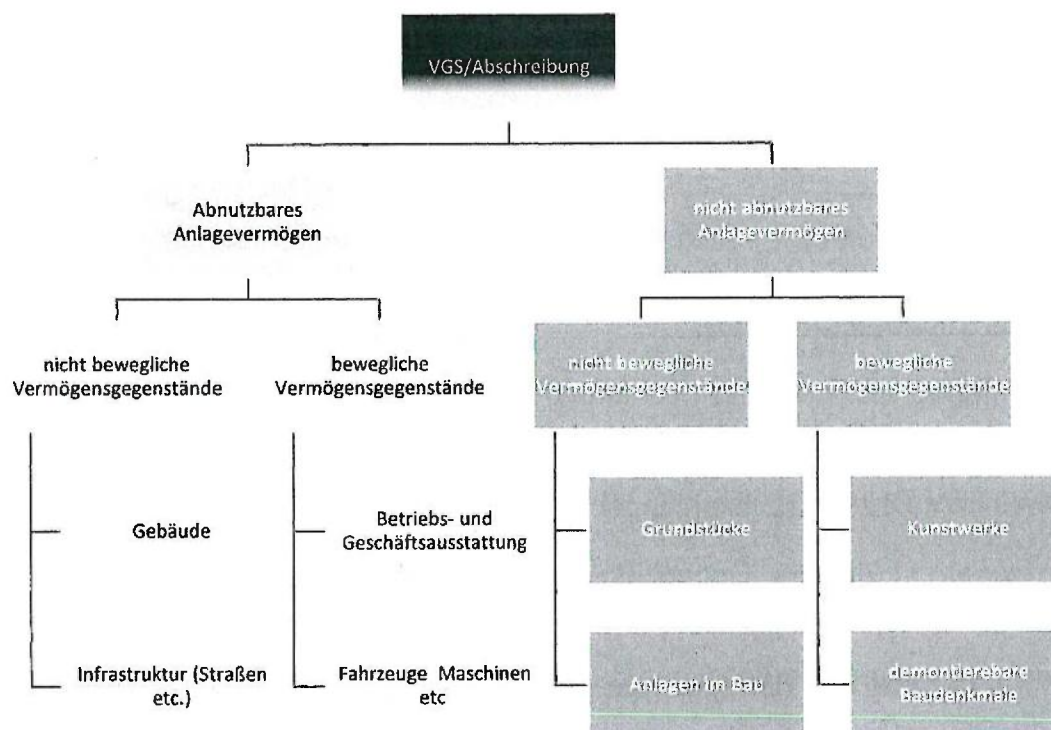 VGS/Abschreibung
Abnutzbares
Anlagevermögen
nicht abnutzbares
Anlagevermögen
nicht bewegliche
Vermögensgegenstände
bewegliche
Vermögensgegenstände
nicht bewegliche
Vermögensgegenstände
bewegliche
Vermögensgegenstände
Gebäude
Betriebs- und
Geschäftsausstattung
Grundstücke
Kunstwerke
Infrastruktur (Straßen
etc.)
Fahrzeuge Maschinen
etc
Anlagen im Bau
demontierebare
Baudenkmale